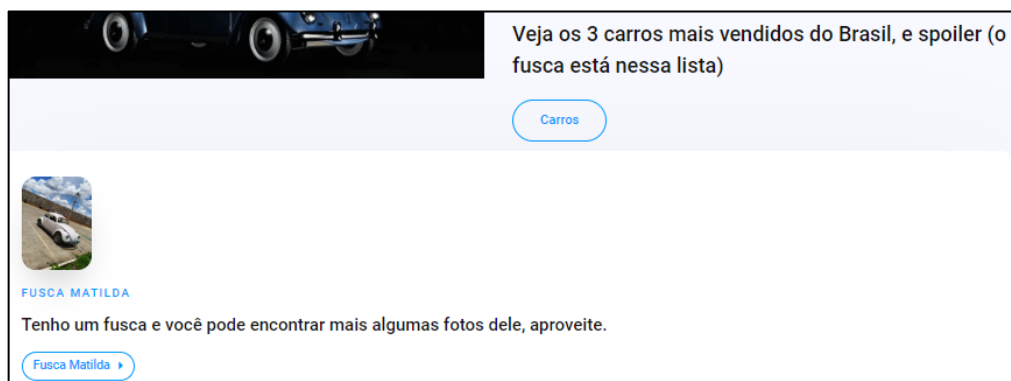 Veja os 3 carros mais vendidos do Brasil, e spoiler (o
fusca está nessa lista)
Carros
FUSCA MATILDA
Tenho um fusca e você pode encontrar mais algumas fotos dele, aproveite.
Fusca Matilda